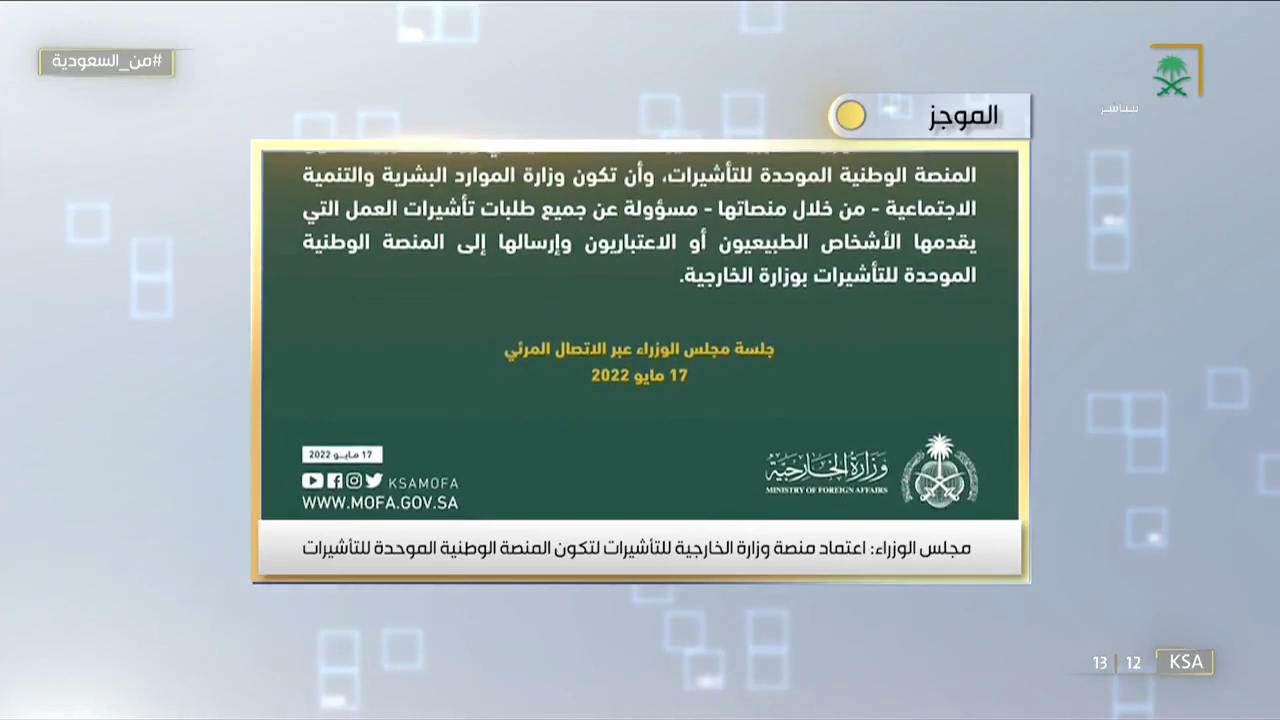 #من_السعودية
مباشر
الموجز
المنصة الوطنية الموحدة للتأشيرات، وأن تكون وزارة الموارد البشرية والتنمية
الاجتماعية - من خلال منصاتها - مسؤولة عن جميع طلبات تأشيرات العمل التي
يقدمها الأشخاص الطبيعيون أو الاعتباريون وإرسالها إلى المنصة الوطنية
الموحدة للتأشيرات بوزارة الخارجية.
جلسة مجلس الوزراء عبر الاتصال المرئي
17 مايو 2022
17 مايو 2022
KSAMOFA
WWW.MOFA.GOV.SA
وزارة الخارجية
MINISTRY OF FOREIGN AFFAIRS
مجلس الوزراء: اعتماد منصة وزارة الخارجية للتأشيرات لتكون المنصة الوطنية الموحدة للتأشيرات
13 | 12 KSA